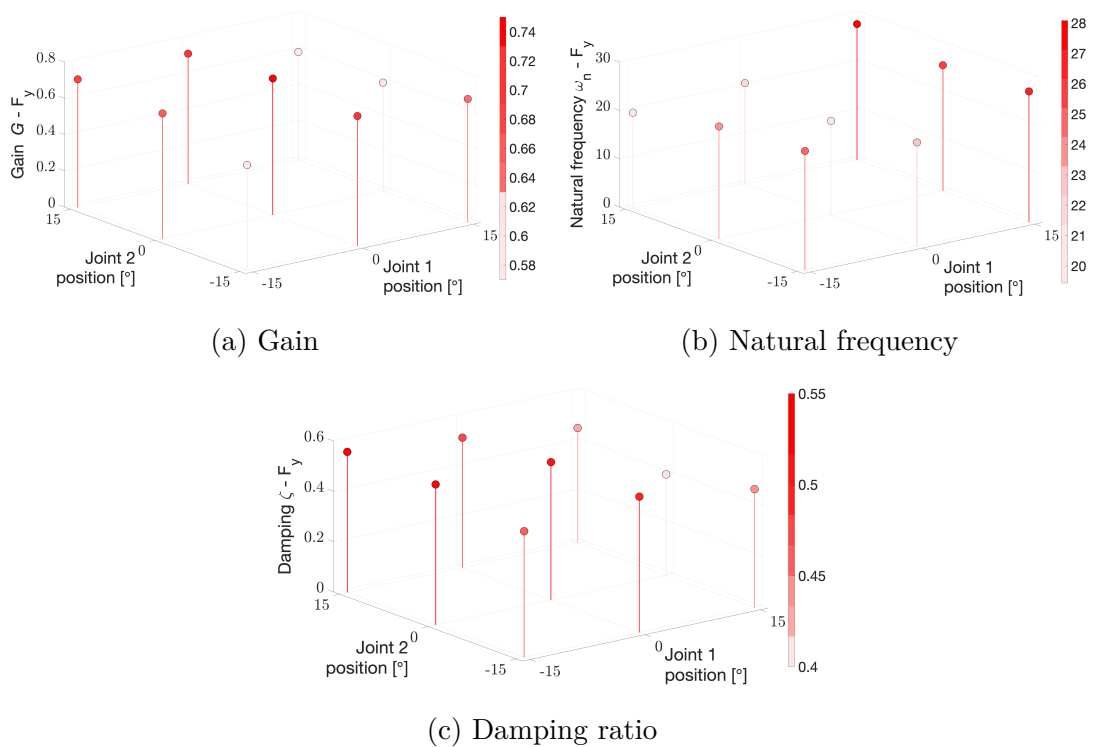 0.8
0.6
0.4
0.2
0
Gain G - Fy
15
0
-15
Joint 2
position [°]
-15
0
15
Joint 1
position [°]
0.74
0.72
0.7
0.68
0.66
0.64
0.62
0.6
0.58
(a) Gain
30
20
10
0
Natural frequency ωn - Fy
15
0
-15
Joint 2
position [°]
-15
0
15
Joint 1
position [°]
28
27
26
25
24
23
22
21
20
(b) Natural frequency
0.6
0.4
0.2
0
Damping ζ - Fy
15
0
-15
Joint 2
position [°]
-15
0
15
Joint 1
position [°]
0.55
0.5
0.45
0.4
(c) Damping ratio